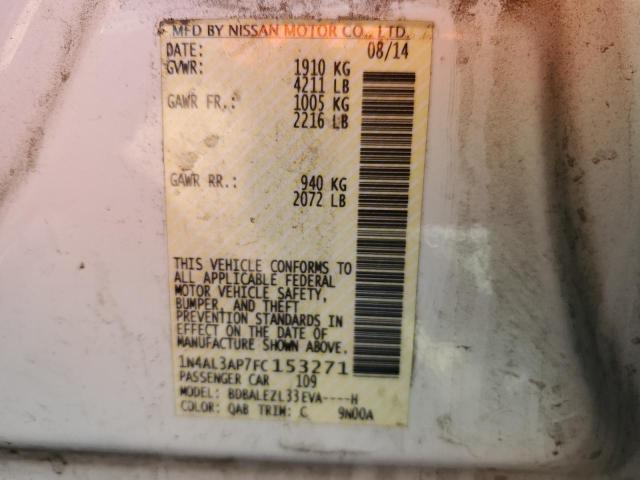 MFD BY NISSAN MOTOR CO., LTD.
DATE: 08/14
GVWR: 1910 KG
4211 LB
GAWR FR.: 1005 KG
2216 LB
GAWR RR.: 940 KG
2072 LB
THIS VEHICLE CONFORMS TO
ALL APPLICABLE FEDERAL
MOTOR VEHICLE SAFETY,
BUMPER, AND THEFT
PREVENTION STANDARDS IN
EFFECT ON THE DATE OF
MANUFACTURE SHOWN ABOVE.
1N4AL3AP7FC153271
PASSENGER CAR 109
MODEL: BDBALEZL33EVA----H
COLOR: QAB TRIM: C 9N00A